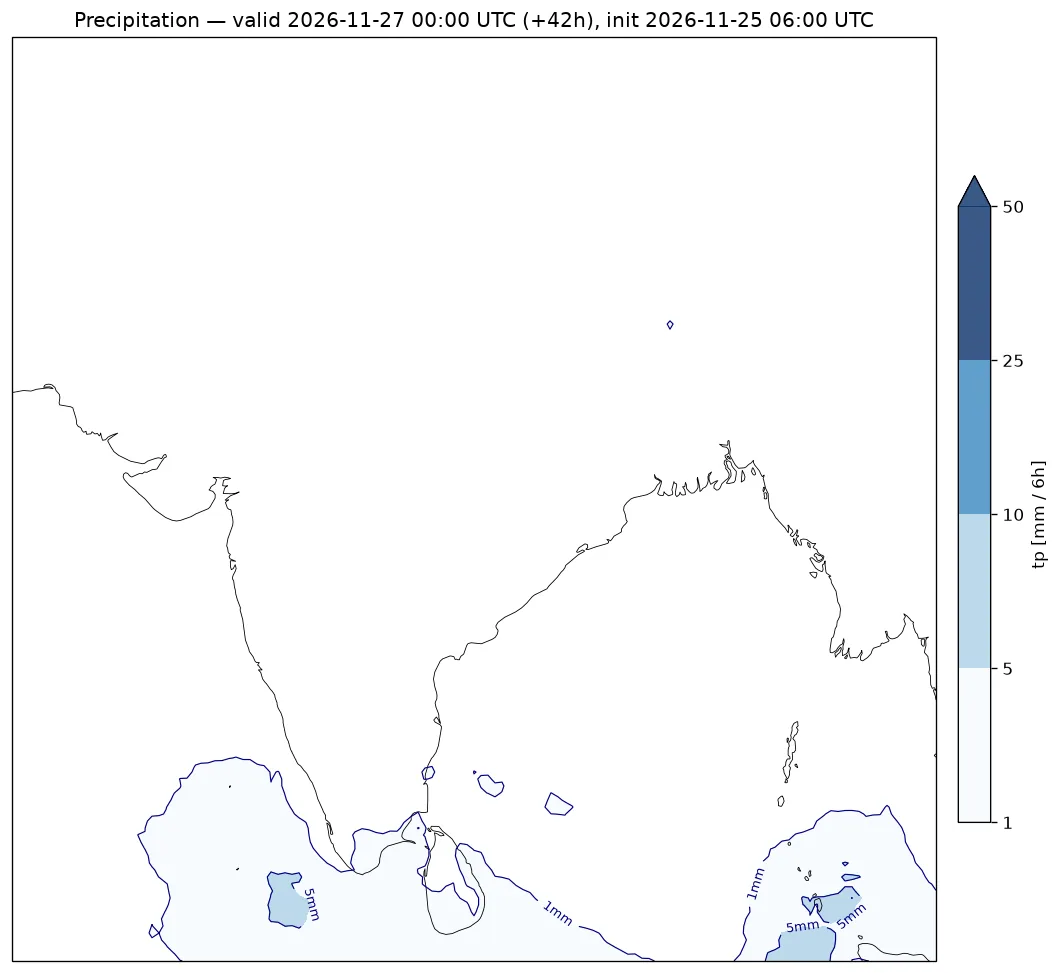 Precipitation — valid 2026-11-27 00:00 UTC (+42h), init 2026-11-25 06:00 UTC
50
25
10
5
1
tp [mm / 6h]
1mm
5mm
1mm
5mm
5mm